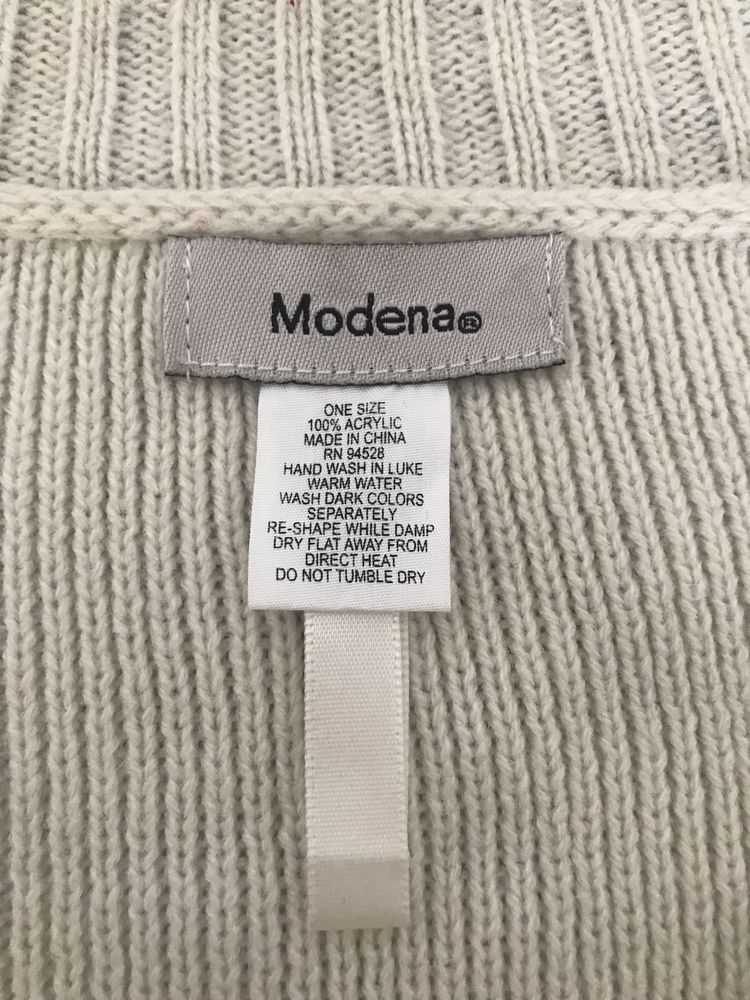 Modena®
ONE SIZE
100% ACRYLIC
MADE IN CHINA
RN 94528
HAND WASH IN LUKE
WARM WATER
WASH DARK COLORS
SEPARATELY
RE-SHAPE WHILE DAMP
DRY FLAT AWAY FROM
DIRECT HEAT
DO NOT TUMBLE DRY